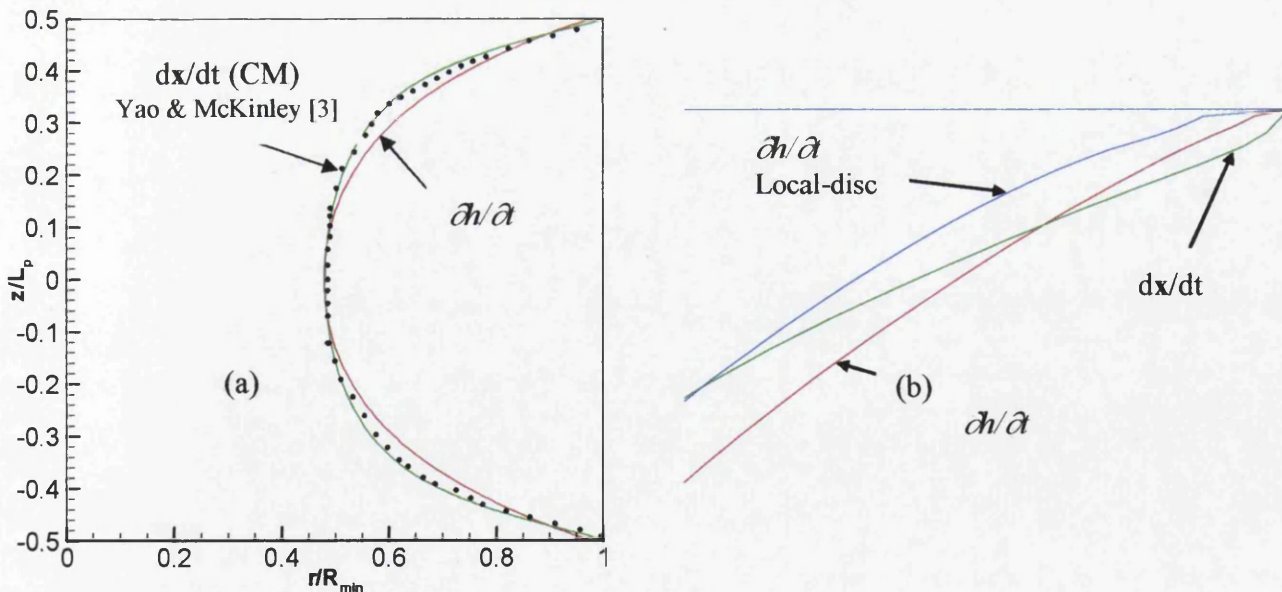 0.5
0.4
0.3
0.2
0.1
0
-0.1
-0.2
-0.3
-0.4
-0.5
z/Lₚ
0
0.2
0.4
0.6
0.8
1
r/R_min
dx/dt (CM)
Yao & McKinley [3]
∂h/∂t
(a)
∂h/∂t
Local-disc
dx/dt
(b)
∂h/∂t